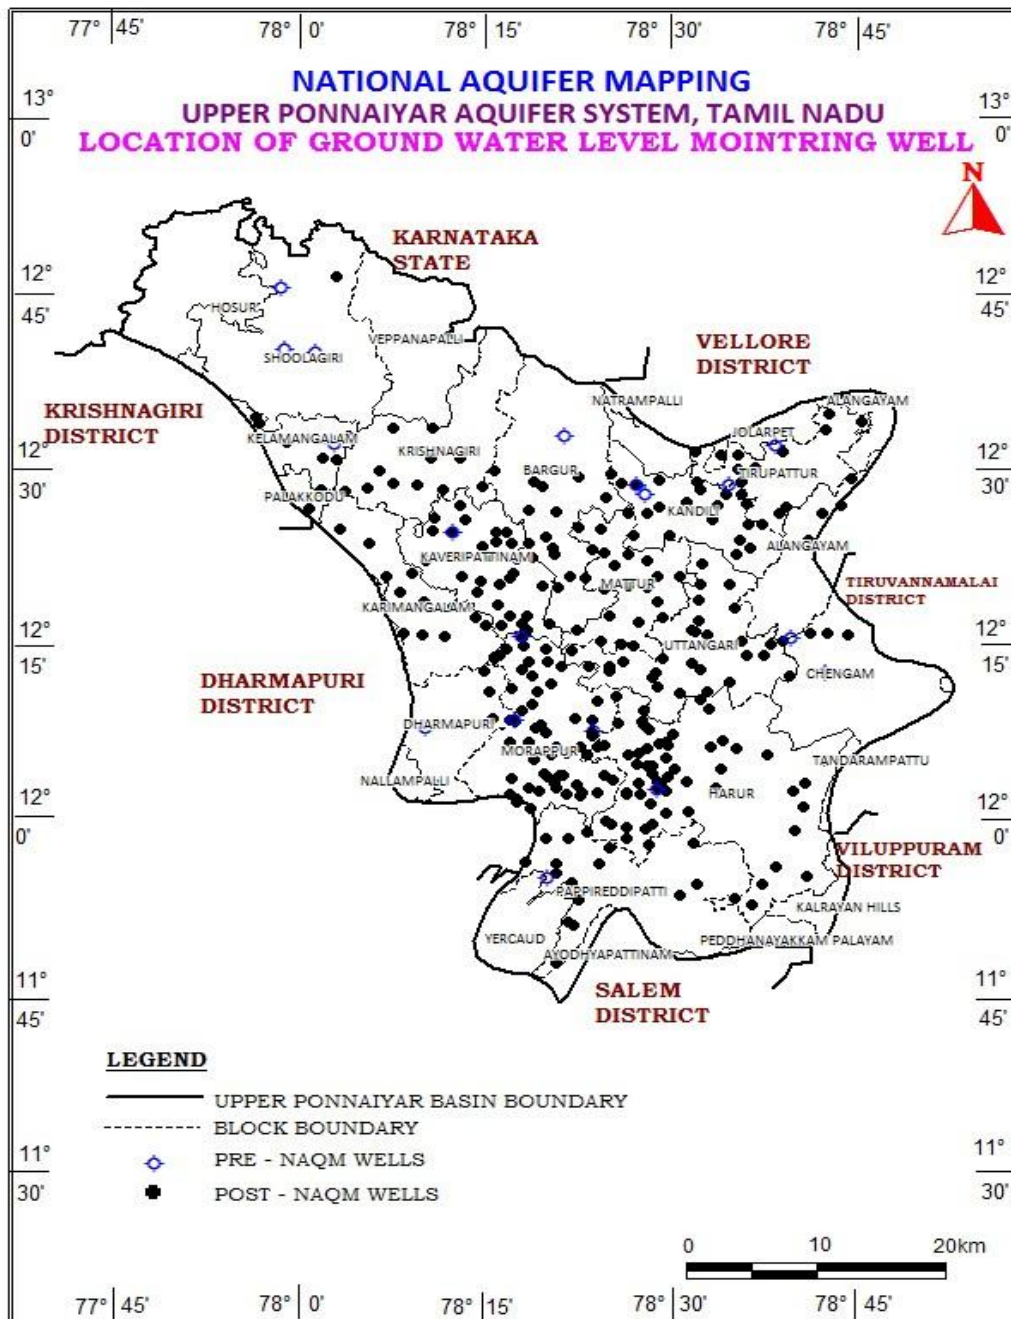 77° 45' 78° 0' 78° 15' 78° 30' 78° 45'
NATIONAL AQUIFER MAPPING
13° 0' 13° 0'
UPPER PONNAIYAR AQUIFER SYSTEM, TAMIL NADU
LOCATION OF GROUND WATER LEVEL MOINTRING WELL
N
KARNATAKA
STATE
12° 45' 12° 45'
HOSUR
VEPPANAPALLI
SHOOLAGIRI
VELLORE
DISTRICT
KRISHNAGIRI
DISTRICT
NATRAMPALLI
ALANGAYAM
JOLARPET
KELAMANGALAM
KRISHNAGIRI
12° 30' 12° 30'
BARGUR
TIRUPATTUR
PALAKKODU
KANDILI
ALANGAYAM
KAVERIPATTINAM
MATTUR
TIRUVANNAMALAI
DISTRICT
KARIMANGALAM
12° 15' 12° 15'
UTTANGARI
CHENGAM
DHARMAPURI
DISTRICT
DHARMAPURI
MORAPPUR
TANDARAMPATTU
NALLAMPALLI
HARUR
12° 0' 12° 0'
VILUPPURAM
DISTRICT
PAPPIREDDIPATTI
KALRAYAN HILLS
YERCAUD
PEDDHANAYAKKAM PALAYAM
AYODHYAPATTINAM
11° 45' 11° 45'
SALEM
DISTRICT
LEGEND
UPPER PONNAIYAR BASIN BOUNDARY
BLOCK BOUNDARY
PRE - NAQM WELLS
POST - NAQM WELLS
11° 30' 11° 30'
0 10 20km
77° 45' 78° 0' 78° 15' 78° 30' 78° 45'